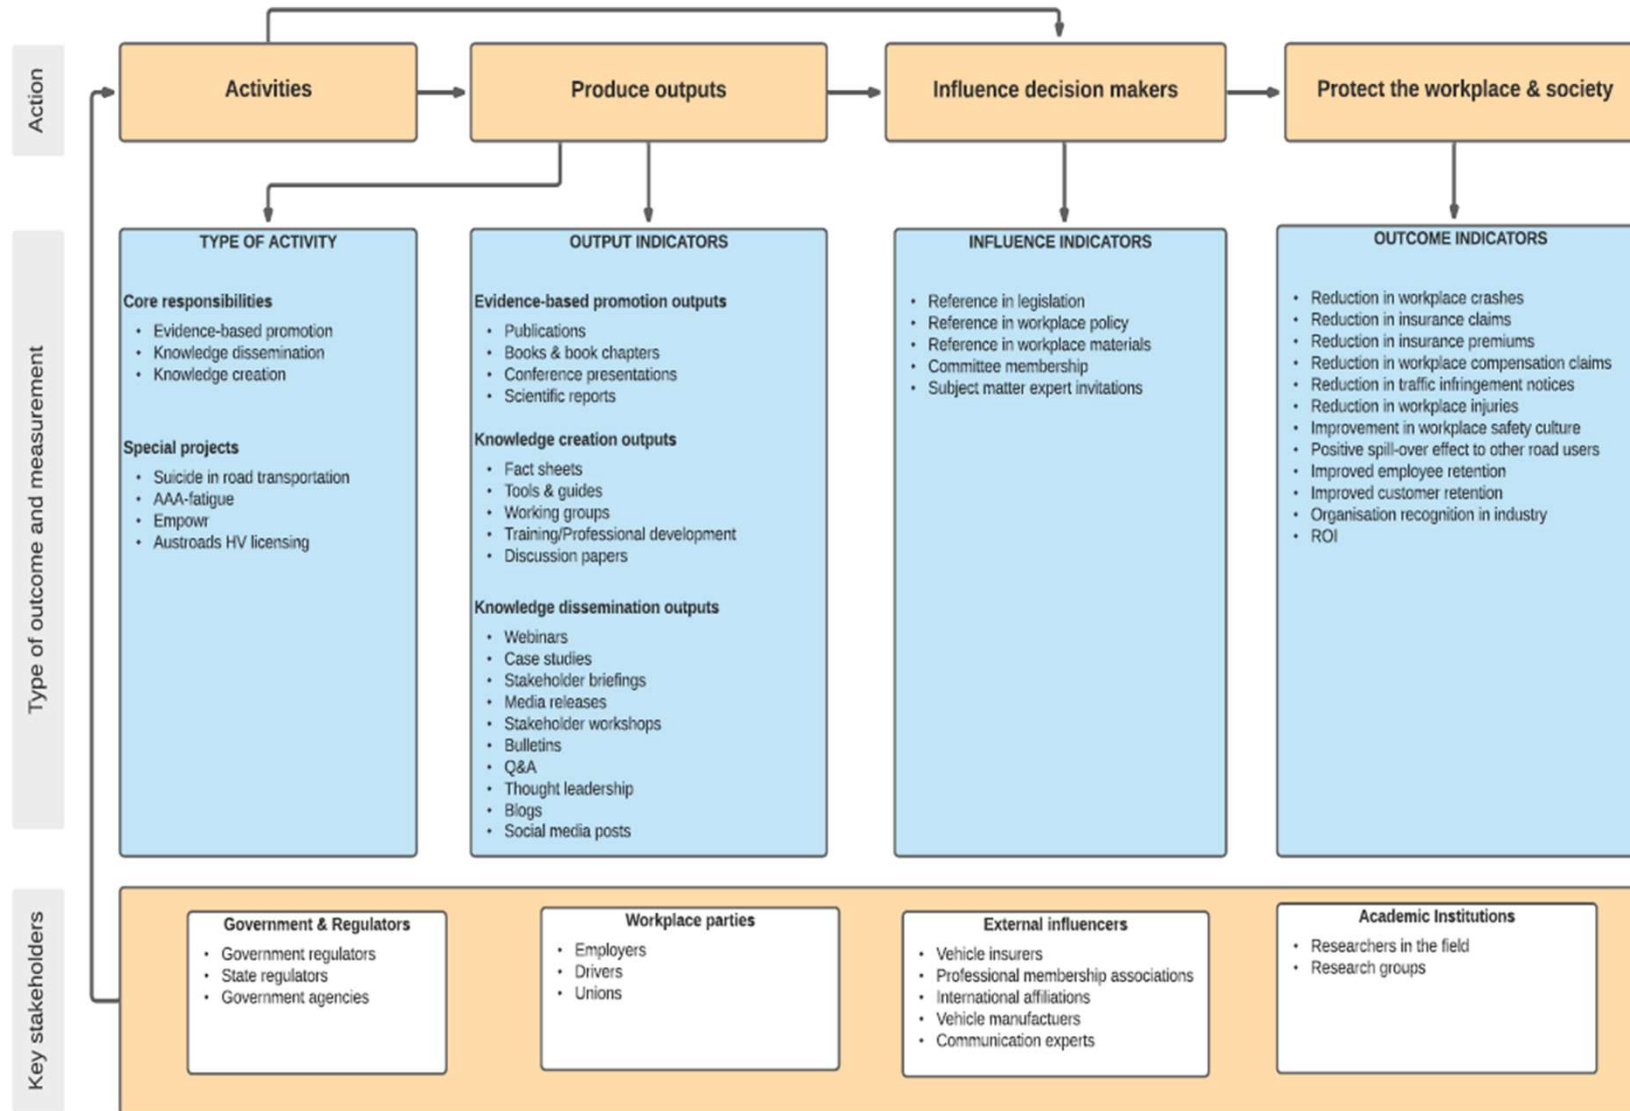 Action
Activities
Produce outputs
Influence decision makers
Protect the workplace & society
Type of outcome and measurement
TYPE OF ACTIVITY
Core responsibilities
• Evidence-based promotion
• Knowledge dissemination
• Knowledge creation
Special projects
• Suicide in road transportation
• AAA-fatigue
• Empowr
• Austroads HV licensing
OUTPUT INDICATORS
Evidence-based promotion outputs
• Publications
• Books & book chapters
• Conference presentations
• Scientific reports
Knowledge creation outputs
• Fact sheets
• Tools & guides
• Working groups
• Training/Professional development
• Discussion papers
Knowledge dissemination outputs
• Webinars
• Case studies
• Stakeholder briefings
• Media releases
• Stakeholder workshops
• Bulletins
• Q&A
• Thought leadership
• Blogs
• Social media posts
INFLUENCE INDICATORS
• Reference in legislation
• Reference in workplace policy
• Reference in workplace materials
• Committee membership
• Subject matter expert invitations
OUTCOME INDICATORS
• Reduction in workplace crashes
• Reduction in insurance claims
• Reduction in insurance premiums
• Reduction in workplace compensation claims
• Reduction in traffic infringement notices
• Reduction in workplace injuries
• Improvement in workplace safety culture
• Positive spill-over effect to other road users
• Improved employee retention
• Improved customer retention
• Organisation recognition in industry
• ROI
Key stakeholders
Government & Regulators
• Government regulators
• State regulators
• Government agencies
Workplace parties
• Employers
• Drivers
• Unions
External influencers
• Vehicle insurers
• Professional membership associations
• International affiliations
• Vehicle manufactuers
• Communication experts
Academic Institutions
• Researchers in the field
• Research groups